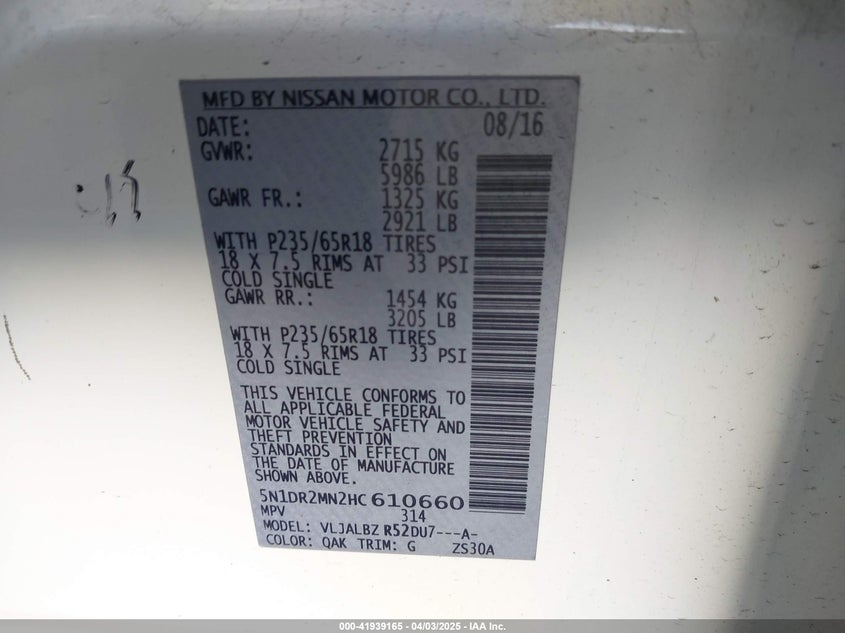 MFD BY NISSAN MOTOR CO., LTD.
DATE: 08/16
GVWR: 2715 KG
5986 LB
GAWR FR.: 1325 KG
2921 LB
WITH P235/65R18 TIRES
18 X 7.5 RIMS AT 33 PSI
COLD SINGLE
GAWR RR.: 1454 KG
3205 LB
WITH P235/65R18 TIRES
18 X 7.5 RIMS AT 33 PSI
COLD SINGLE
THIS VEHICLE CONFORMS TO
ALL APPLICABLE FEDERAL
MOTOR VEHICLE SAFETY AND
THEFT PREVENTION
STANDARDS IN EFFECT ON
THE DATE OF MANUFACTURE
SHOWN ABOVE.
5N1DR2MN2HC610660
MPV 314
MODEL: VLJALBZ R52DU7---A-
COLOR: QAK TRIM: G ZS30A
000-41939165 - 04/03/2025 - IAA Inc.